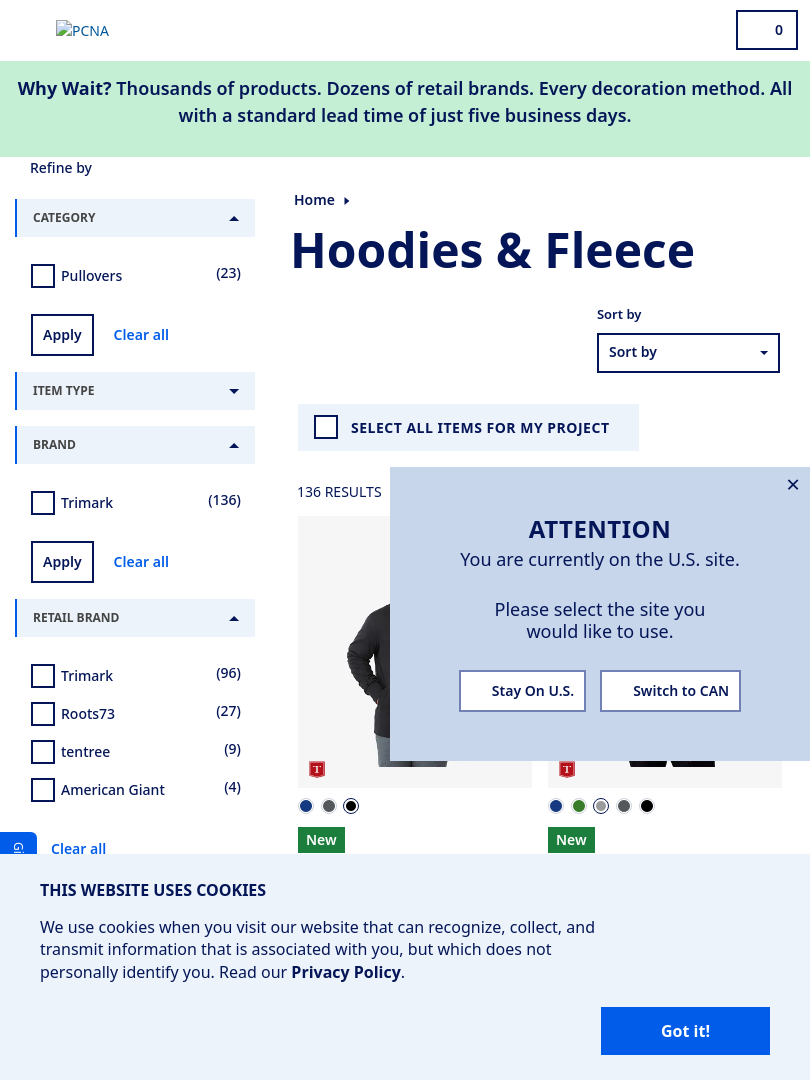 PCNA
0
Why Wait? Thousands of products. Dozens of retail brands. Every decoration method. All
with a standard lead time of just five business days.
Refine by
CATEGORY
Pullovers (23)
Apply Clear all
ITEM TYPE
BRAND
Trimark (136)
Apply Clear all
RETAIL BRAND
Trimark (96)
Roots73 (27)
tentree (9)
American Giant (4)
Clear all
Home
Hoodies & Fleece
Sort by
Sort by
SELECT ALL ITEMS FOR MY PROJECT
136 RESULTS
T
T
New
New
×
ATTENTION
You are currently on the U.S. site.
Please select the site you
would like to use.
Stay On U.S. Switch to CAN
THIS WEBSITE USES COOKIES
We use cookies when you visit our website that can recognize, collect, and
transmit information that is associated with you, but which does not
personally identify you. Read our Privacy Policy.
Got it!